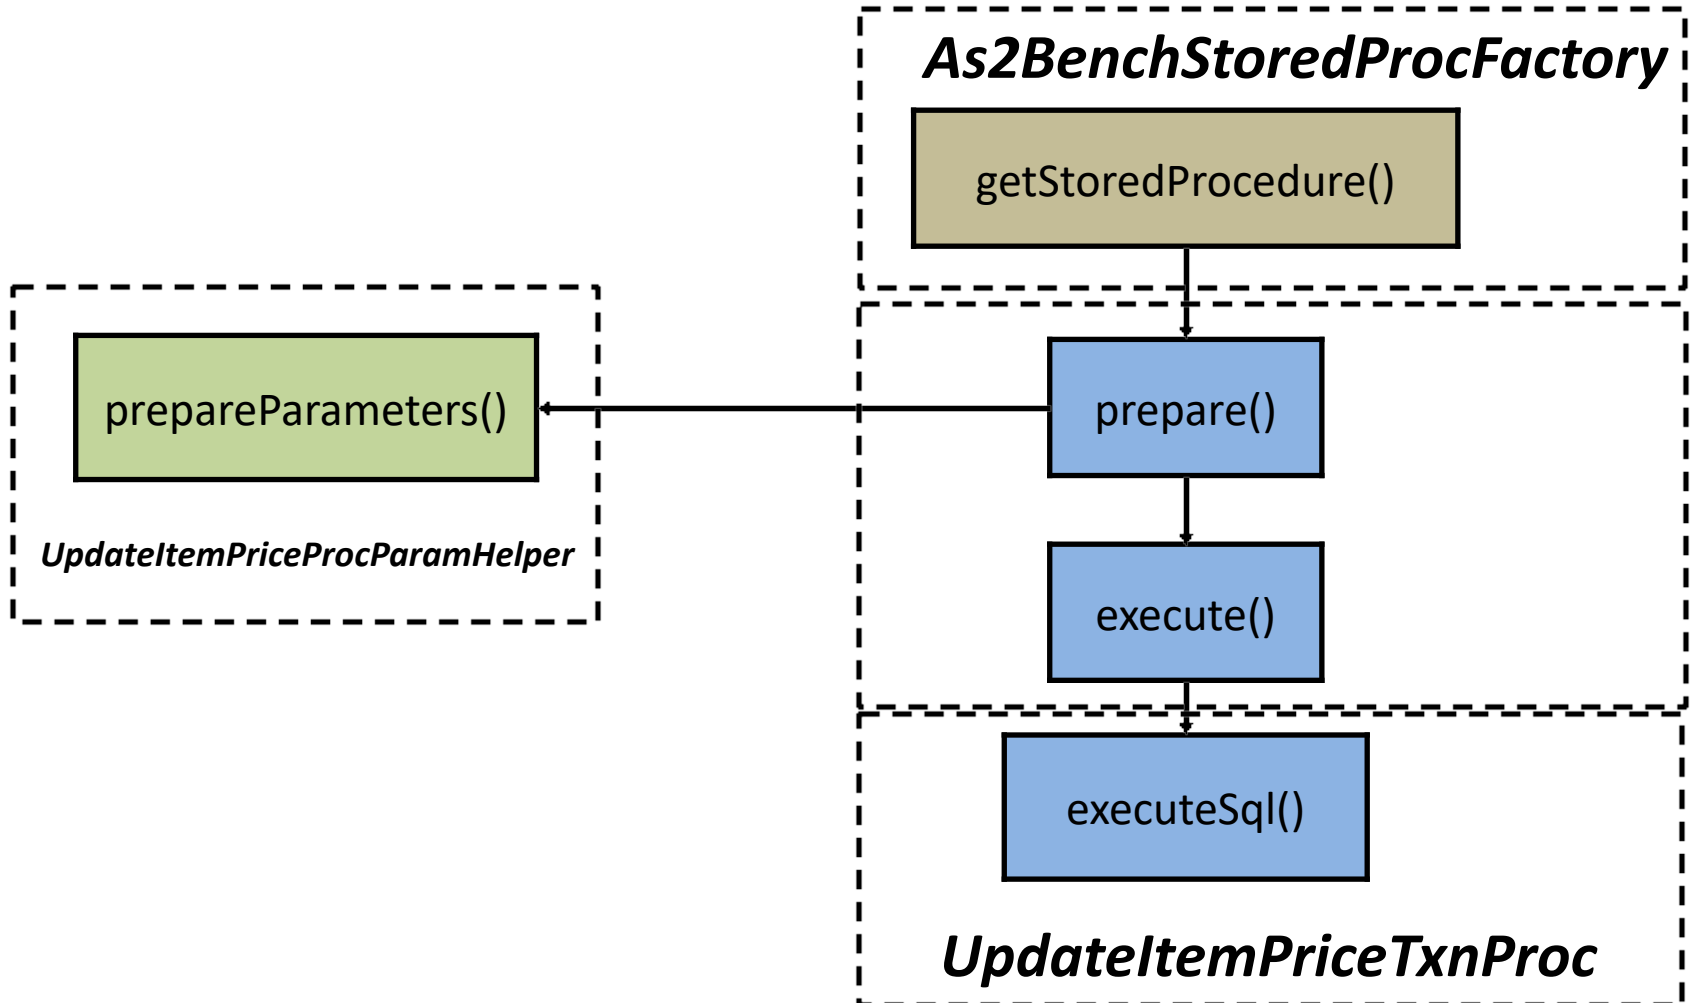 As2BenchStoredProcFactory
getStoredProcedure()
prepareParameters()
prepare()
UpdateItemPriceProcParamHelper
execute()
executeSql()
UpdateItemPriceTxnProc